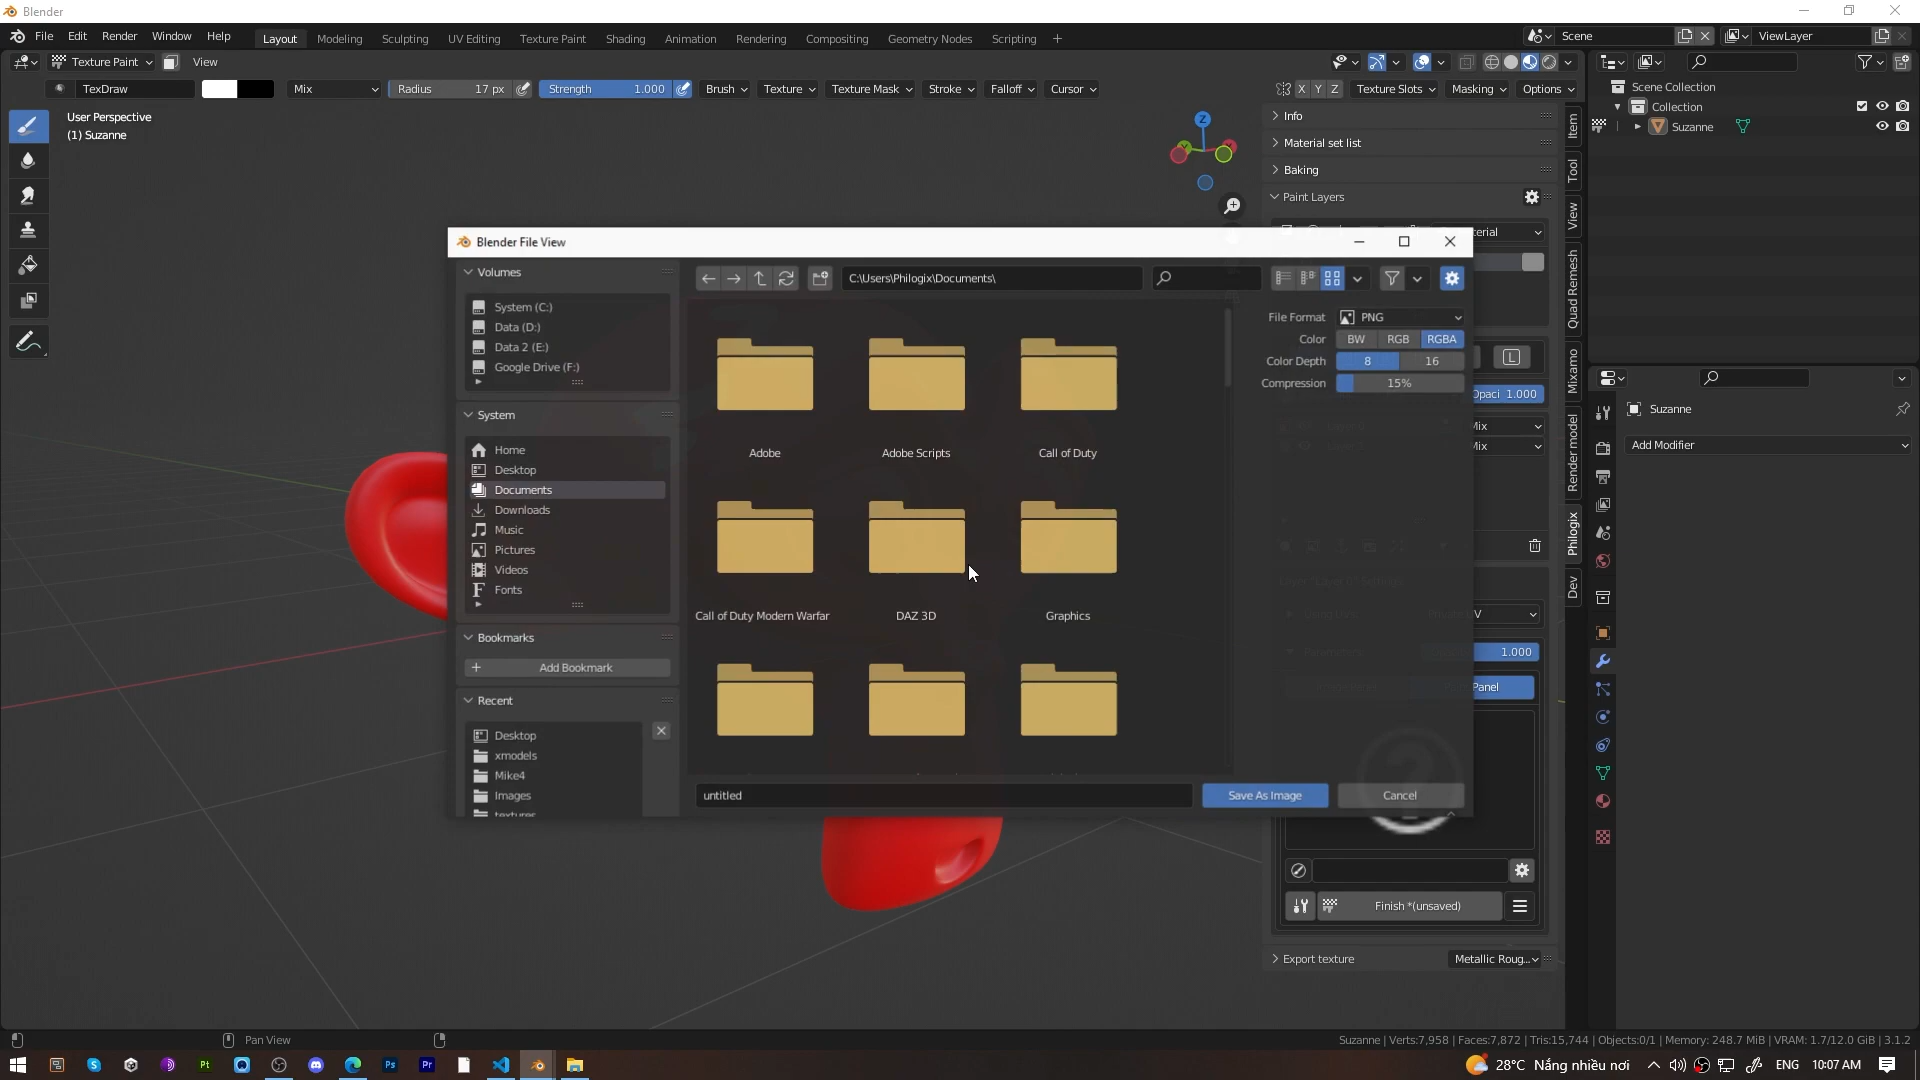 Blender
File Edit Render Window Help
Layout Modeling Sculpting UV Editing Texture Paint Shading Animation Rendering Compositing Geometry Nodes Scripting +
Scene
ViewLayer
Texture Paint
View
TexDraw
Mix
Radius 17 px
Strength 1.000
Brush
Texture
Texture Mask
Stroke
Falloff
Cursor
X Y Z
Texture Slots
Masking
Options
User Perspective
(1) Suzanne
Z
Info
Material set list
Baking
Paint Layers
Item
Tool
View
Quad Remesh
Mixamo
Render model
Philogix
Dev
Scene Collection
Collection
Suzanne
Suzanne
Add Modifier
Blender File View
Volumes
System (C:)
Data (D:)
Data 2 (E:)
Google Drive (F:)
System
Home
Desktop
Documents
Downloads
Music
Pictures
Videos
Fonts
Bookmarks
Add Bookmark
Recent
Desktop
xmodels
Mike4
Images
textures
C:\Users\Philogix\Documents\
Adobe
Adobe Scripts
Call of Duty
Call of Duty Modern Warfar
DAZ 3D
Graphics
File Format PNG
Color BW RGB RGBA
Color Depth 8 16
Compression 15%
untitled
Save As Image
Cancel
L
Opaci 1.000
Mix
Mix
1.000
Panel
Finish *(unsaved)
Export texture
Metallic Roug...
Pan View
Suzanne | Verts:7,958 | Faces:7,872 | Tris:15,744 | Objects:0/1 | Memory: 248.7 MiB | VRAM: 1.7/12.0 GiB | 3.1.2
28°C Nắng nhiều nơi
ENG
10:07 AM